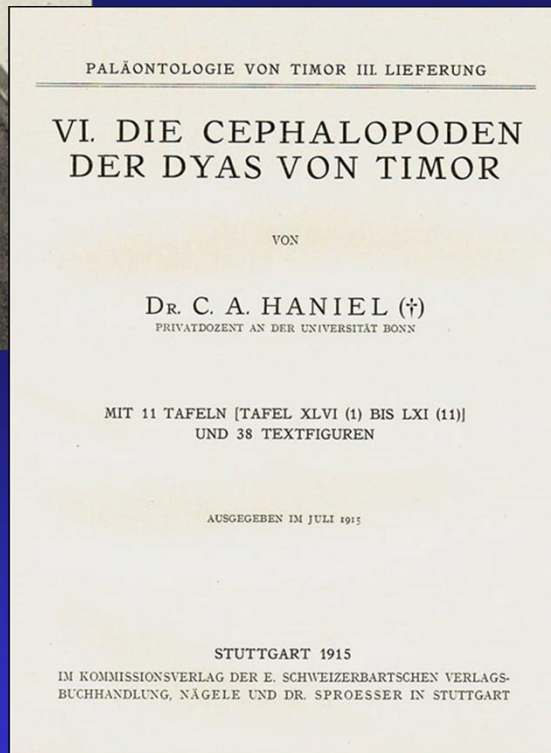 PALÄONTOLOGIE VON TIMOR III. LIEFERUNG
VI. DIE CEPHALOPODEN
DER DYAS VON TIMOR
VON
DR. C. A. HANIEL (†)
PRIVATDOZENT AN DER UNIVERSITÄT BONN
MIT 11 TAFELN [TAFEL XLVI (1) BIS LXI (11)]
UND 38 TEXTFIGUREN
AUSGEGEBEN IM JULI 1915
STUTTGART 1915
IM KOMMISSIONSVERLAG DER E. SCHWEIZERBARTSCHEN VERLAGS-
BUCHHANDLUNG, NÄGELE UND DR. SPROESSER IN STUTTGART